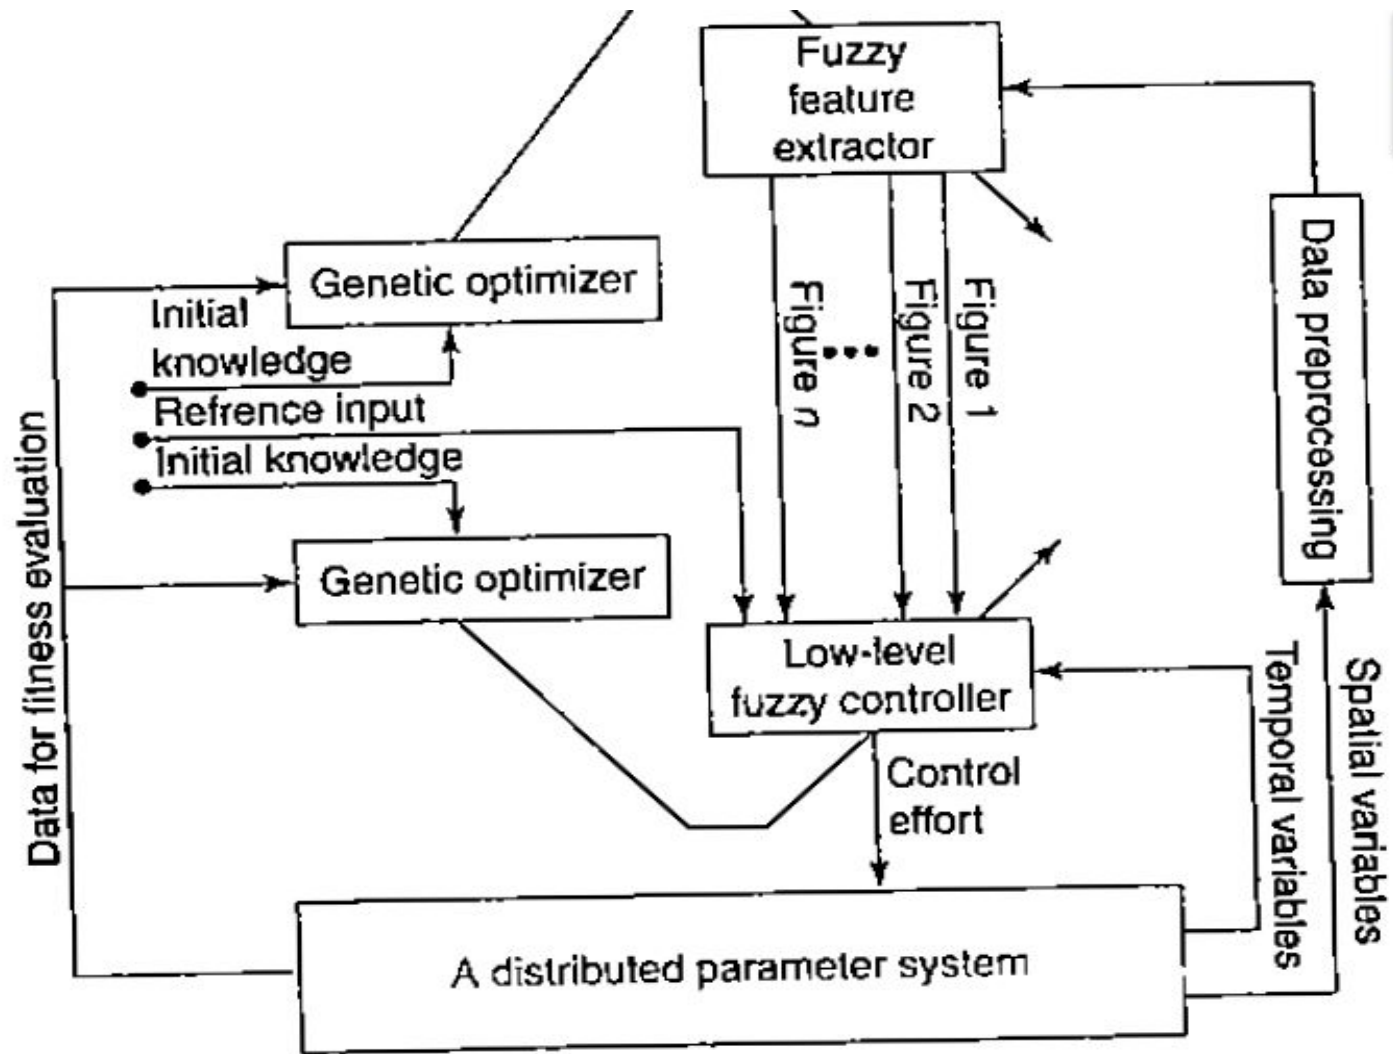 Fuzzy
feature
extractor
Genetic optimizer
Initial
knowledge
Refrence input
Initial knowledge
Genetic optimizer
Figure n
Figure 2
Figure 1
Data preprocessing
Data for fitness evaluation
Low-level
fuzzy controller
Control
effort
Temporal variables
Spatial variables
A distributed parameter system